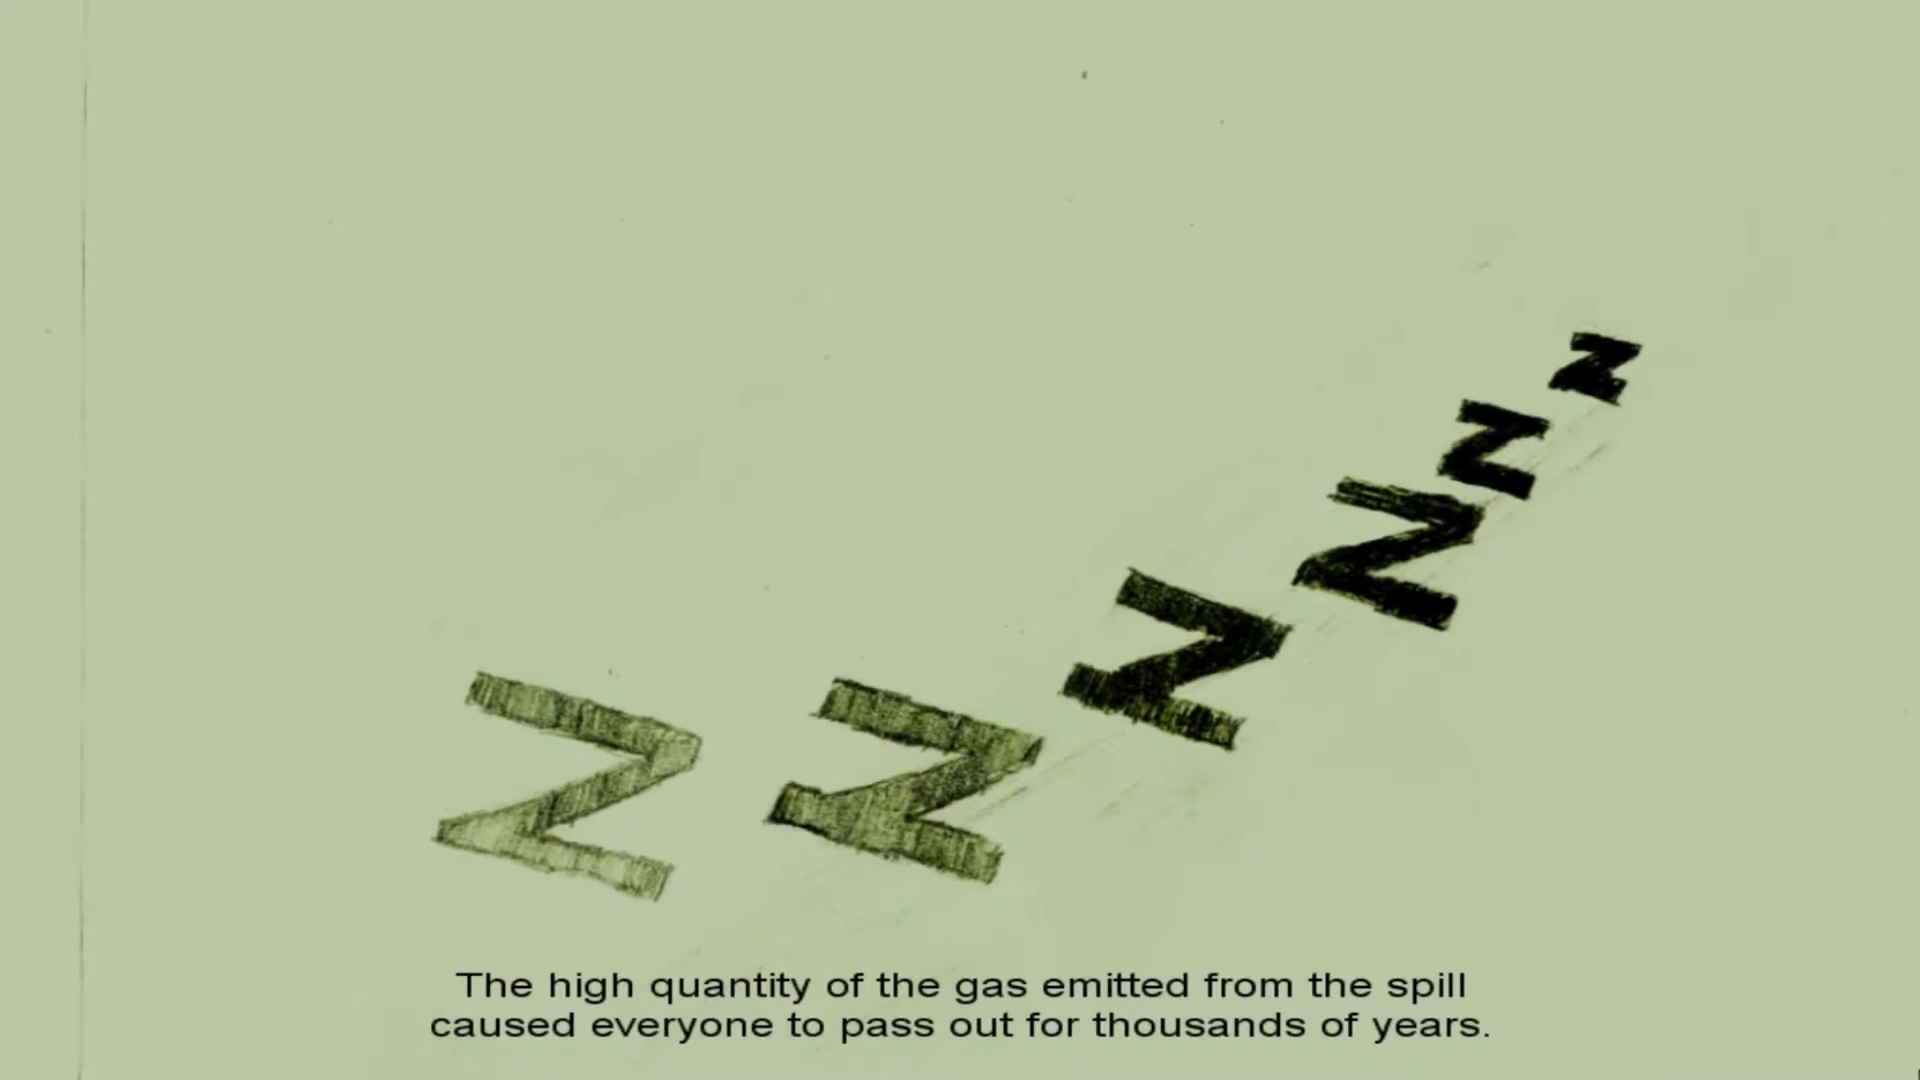 Z Z Z Z Z Z
The high quantity of the gas emitted from the spill
caused everyone to pass out for thousands of years.